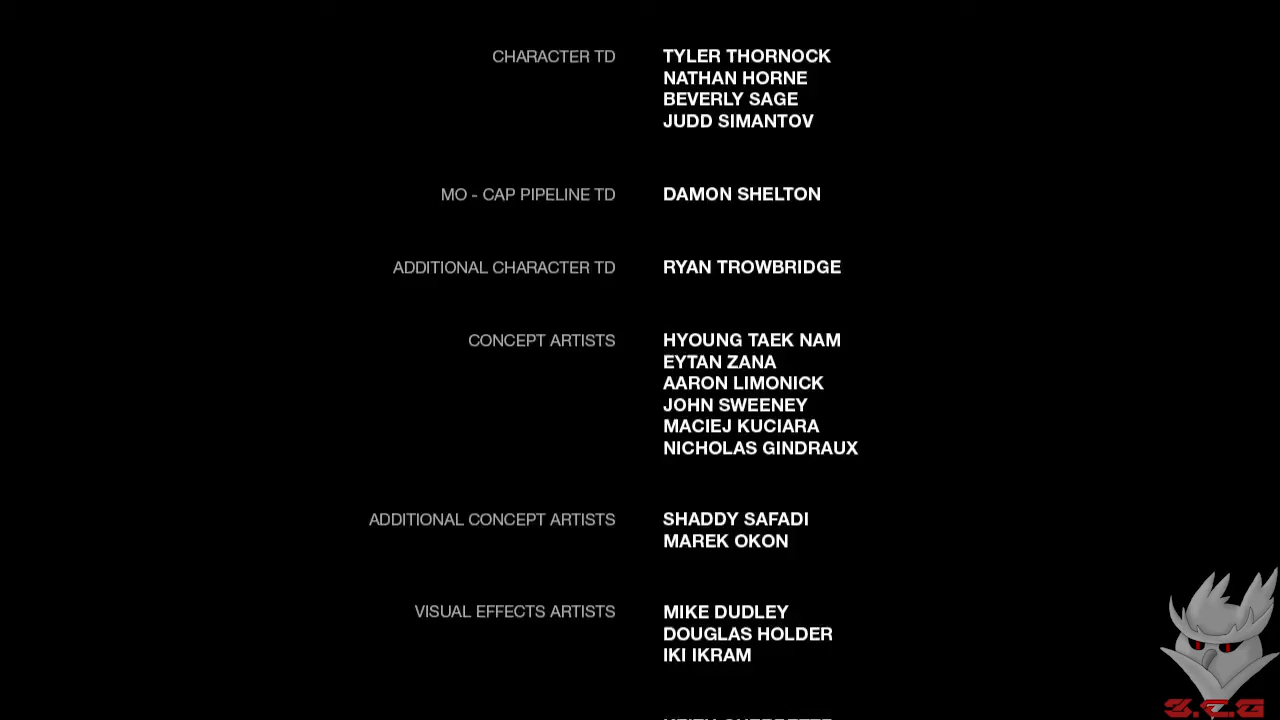 CHARACTER TD TYLER THORNOCK
NATHAN HORNE
BEVERLY SAGE
JUDD SIMANTOV
MO - CAP PIPELINE TD DAMON SHELTON
ADDITIONAL CHARACTER TD RYAN TROWBRIDGE
CONCEPT ARTISTS HYOUNG TAEK NAM
EYTAN ZANA
AARON LIMONICK
JOHN SWEENEY
MACIEJ KUCIARA
NICHOLAS GINDRAUX
ADDITIONAL CONCEPT ARTISTS SHADDY SAFADI
MAREK OKON
VISUAL EFFECTS ARTISTS MIKE DUDLEY
DOUGLAS HOLDER
IKI IKRAM